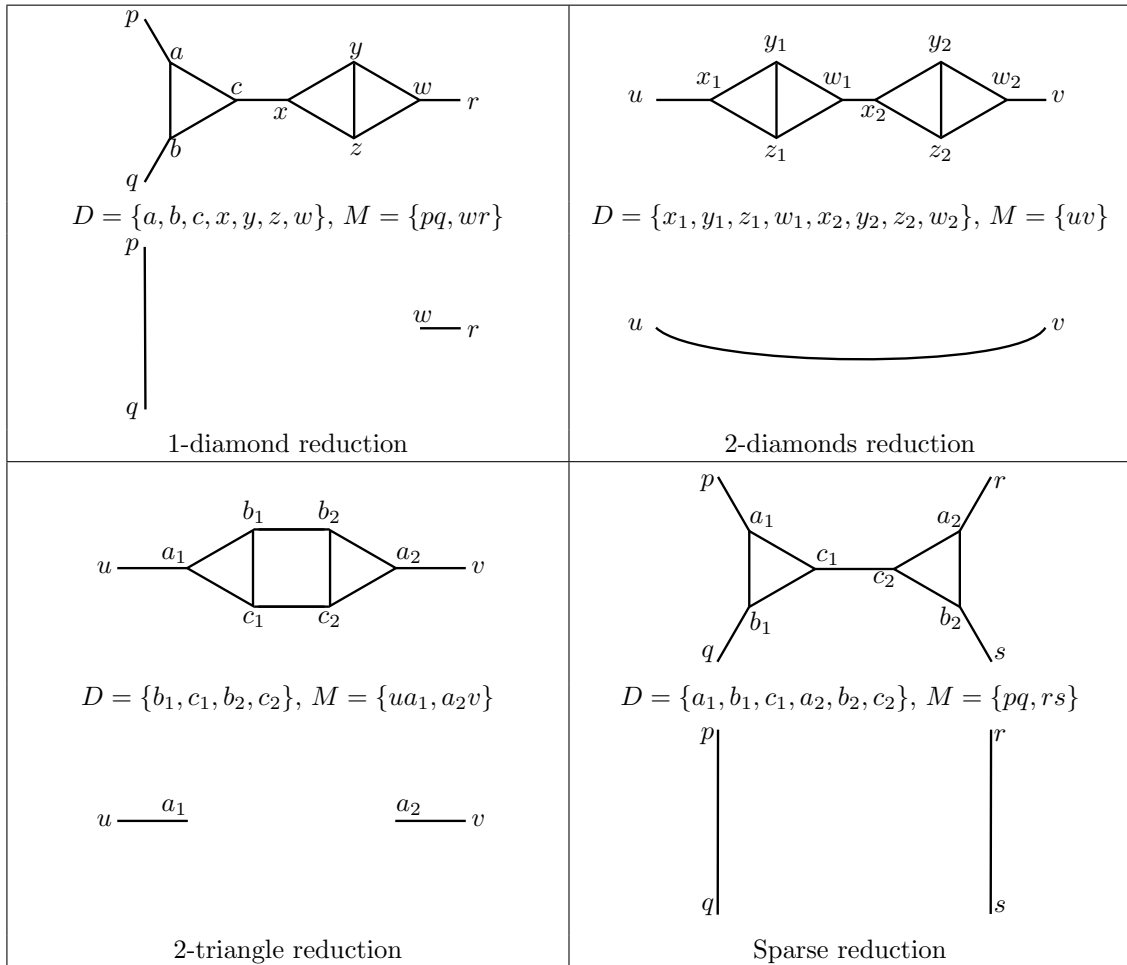 p
a
y
c
w
x
r
b
z
q
D = {a, b, c, x, y, z, w}, M = {pq, wr}
p
w
r
q
1-diamond reduction
y₁
y₂
x₁
w₁
w₂
u
x₂
v
z₁
z₂
D = {x₁, y₁, z₁, w₁, x₂, y₂, z₂, w₂}, M = {uv}
u
v
2-diamonds reduction
b₁
b₂
a₁
a₂
u
v
c₁
c₂
D = {b₁, c₁, b₂, c₂}, M = {ua₁, a₂v}
a₁
a₂
u
v
2-triangle reduction
p
r
a₁
a₂
c₁
c₂
b₁
b₂
q
s
D = {a₁, b₁, c₁, a₂, b₂, c₂}, M = {pq, rs}
p
r
q
s
Sparse reduction